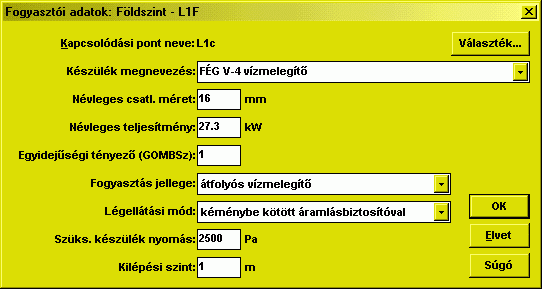 Fogyasztói adatok: Földszint - L1F
Kapcsolódási pont neve: L1c
Választék...
Készülék megnevezés: FÉG V-4 vízmelegítő
Névleges csatl. méret: 16 mm
Névleges teljesítmény: 27.3 kW
Egyidejűségi tényező (GOMBSz): 1
Fogyasztás jellege: átfolyós vízmelegítő
Légellátási mód: kéménybe kötött áramlásbiztosítóval
OK
Szüks. készülék nyomás: 2500 Pa
Elvet
Kilépési szint: 1 m
Súgó